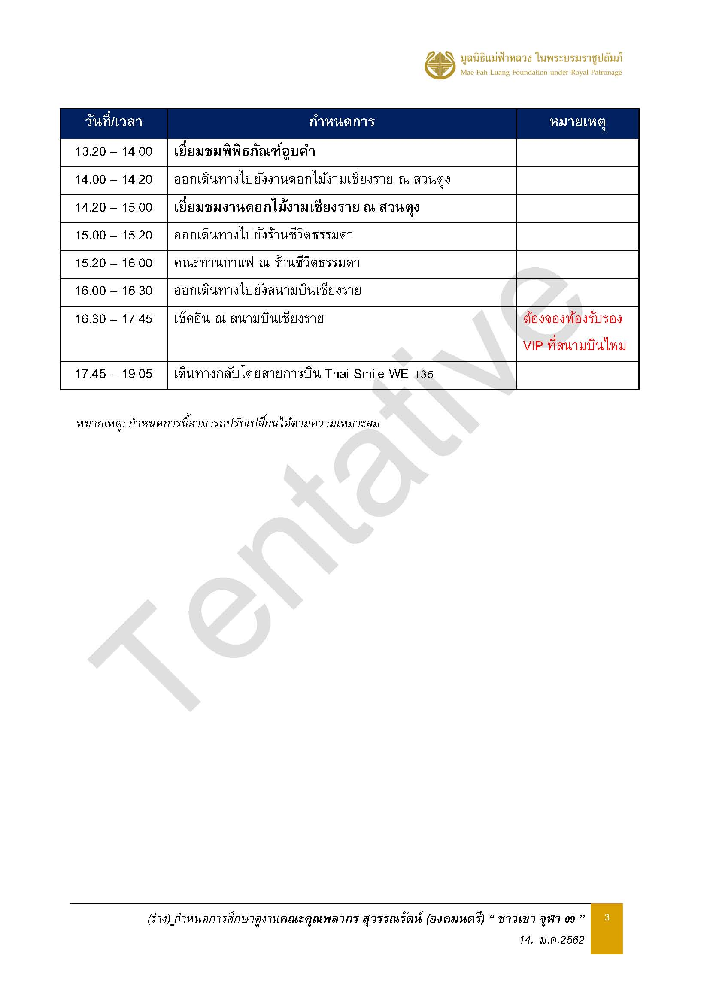 มูลนิธิแม่ฟ้าหลวง ในพระบรมราชูปถัมภ์
Mae Fah Luang Foundation under Royal Patronage
วันที่/เวลา กำหนดการ หมายเหตุ
13.20 – 14.00 เยี่ยมชมพิพิธภัณฑ์อูบคำ
14.00 – 14.20 ออกเดินทางไปยังงานดอกไม้งามเชียงราย ณ สวนตุง
14.20 – 15.00 เยี่ยมชมงานดอกไม้งามเชียงราย ณ สวนตุง
15.00 – 15.20 ออกเดินทางไปยังร้านชีวิตธรรมดา
15.20 – 16.00 คณะทานกาแฟ ณ ร้านชีวิตธรรมดา
16.00 – 16.30 ออกเดินทางไปยังสนามบินเชียงราย
16.30 – 17.45 เช็คอิน ณ สนามบินเชียงราย ต้องจองห้องรับรอง
VIP ที่สนามบินไหม
17.45 – 19.05 เดินทางกลับโดยสายการบิน Thai Smile WE 135
หมายเหตุ: กำหนดการนี้สามารถปรับเปลี่ยนได้ตามความเหมาะสม
Tentative
(ร่าง)_กำหนดการศึกษาดูงานคณะคุณพลากร สุวรรณรัตน์ (องคมนตรี) “ ชาวเขา จุฬา 09 ” 3
14. ม.ค.2562